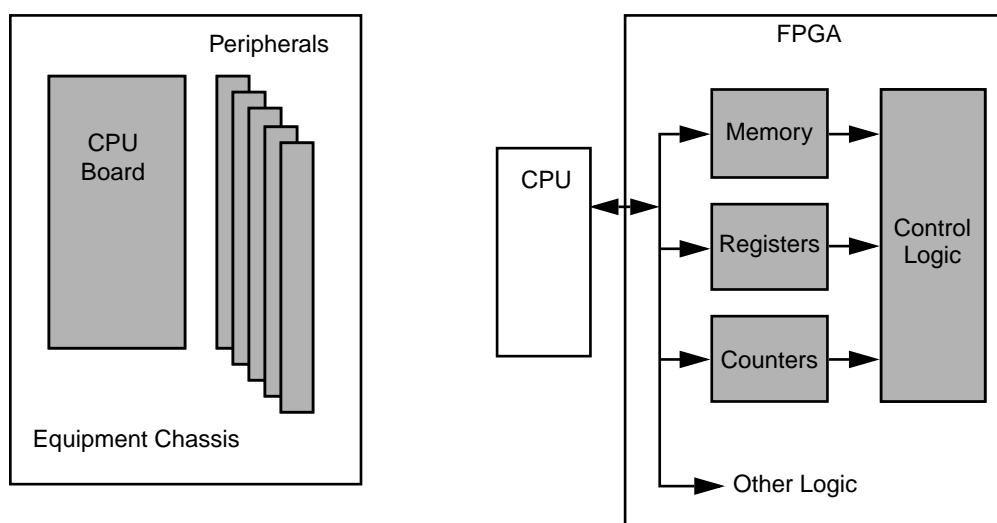 Peripherals
CPU
Board
Equipment Chassis
FPGA
CPU
Memory
Registers
Counters
Control
Logic
Other Logic